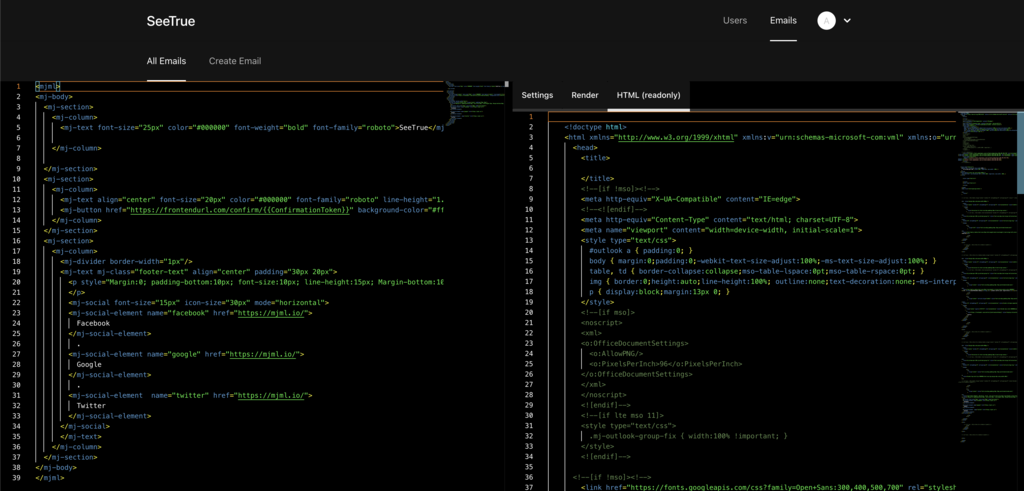 SeeTrue
Users
Emails
A
All Emails
Create Email
1 <mjml>
2 <mj-body>
3 <mj-section>
4 <mj-column>
5 <mj-text font-size="25px" color="#000000" font-weight="bold" font-family="roboto">SeeTrue</mj
6
7 </mj-column>
8
9 </mj-section>
10 <mj-section>
11 <mj-column>
12 <mj-text align="center" font-size="20px" color="#000000" font-family="roboto" line-height="1.
13 <mj-button href="https://frontendurl.com/confirm/{{ConfirmationToken}}" background-color="#ff
14 </mj-column>
15 </mj-section>
16 <mj-section>
17 <mj-column>
18 <mj-divider border-width="1px"/>
19 <mj-text mj-class="footer-text" align="center" padding="30px 20px">
20 <p style="Margin:0; padding-bottom:10px; font-size:10px; line-height:15px; Margin-bottom:10
21 </p>
22 <mj-social font-size="15px" icon-size="30px" mode="horizontal">
23 <mj-social-element name="facebook" href="https://mjml.io/">
24 Facebook
25 </mj-social-element>
26 .
27 <mj-social-element name="google" href="https://mjml.io/">
28 Google
29 </mj-social-element>
30 .
31 <mj-social-element  name="twitter" href="https://mjml.io/">
32 Twitter
33 </mj-social-element>
34 </mj-social>
35 </mj-text>
36 </mj-column>
37 </mj-section>
38 </mj-body>
39 </mjml>
Settings
Render
HTML (readonly)
1
2 <!doctype html>
3 <html xmlns="http://www.w3.org/1999/xhtml" xmlns:v="urn:schemas-microsoft-com:vml" xmlns:o="urn
4 <head>
5 <title>
6
7 </title>
8 <!--[if !mso]><!-->
9 <meta http-equiv="X-UA-Compatible" content="IE=edge">
10 <!--<![endif]-->
11 <meta http-equiv="Content-Type" content="text/html; charset=UTF-8">
12 <meta name="viewport" content="width=device-width, initial-scale=1">
13 <style type="text/css">
14 #outlook a { padding:0; }
15 body { margin:0;padding:0;-webkit-text-size-adjust:100%;-ms-text-size-adjust:100%; }
16 table, td { border-collapse:collapse;mso-table-lspace:0pt;mso-table-rspace:0pt; }
17 img { border:0;height:auto;line-height:100%; outline:none;text-decoration:none;-ms-interp
18 p { display:block;margin:13px 0; }
19 </style>
20 <!--[if mso]>
21 <noscript>
22 <xml>
23 <o:OfficeDocumentSettings>
24 <o:AllowPNG/>
25 <o:PixelsPerInch>96</o:PixelsPerInch>
26 </o:OfficeDocumentSettings>
27 </xml>
28 </noscript>
29 <![endif]-->
30 <!--[if lte mso 11]>
31 <style type="text/css">
32 .mj-outlook-group-fix { width:100% !important; }
33 </style>
34 <![endif]-->
35
36 <!--[if !mso]><!-->
37 <link href="https://fonts.googleapis.com/css?family=Open+Sans:300,400,500,700" rel="stylesh